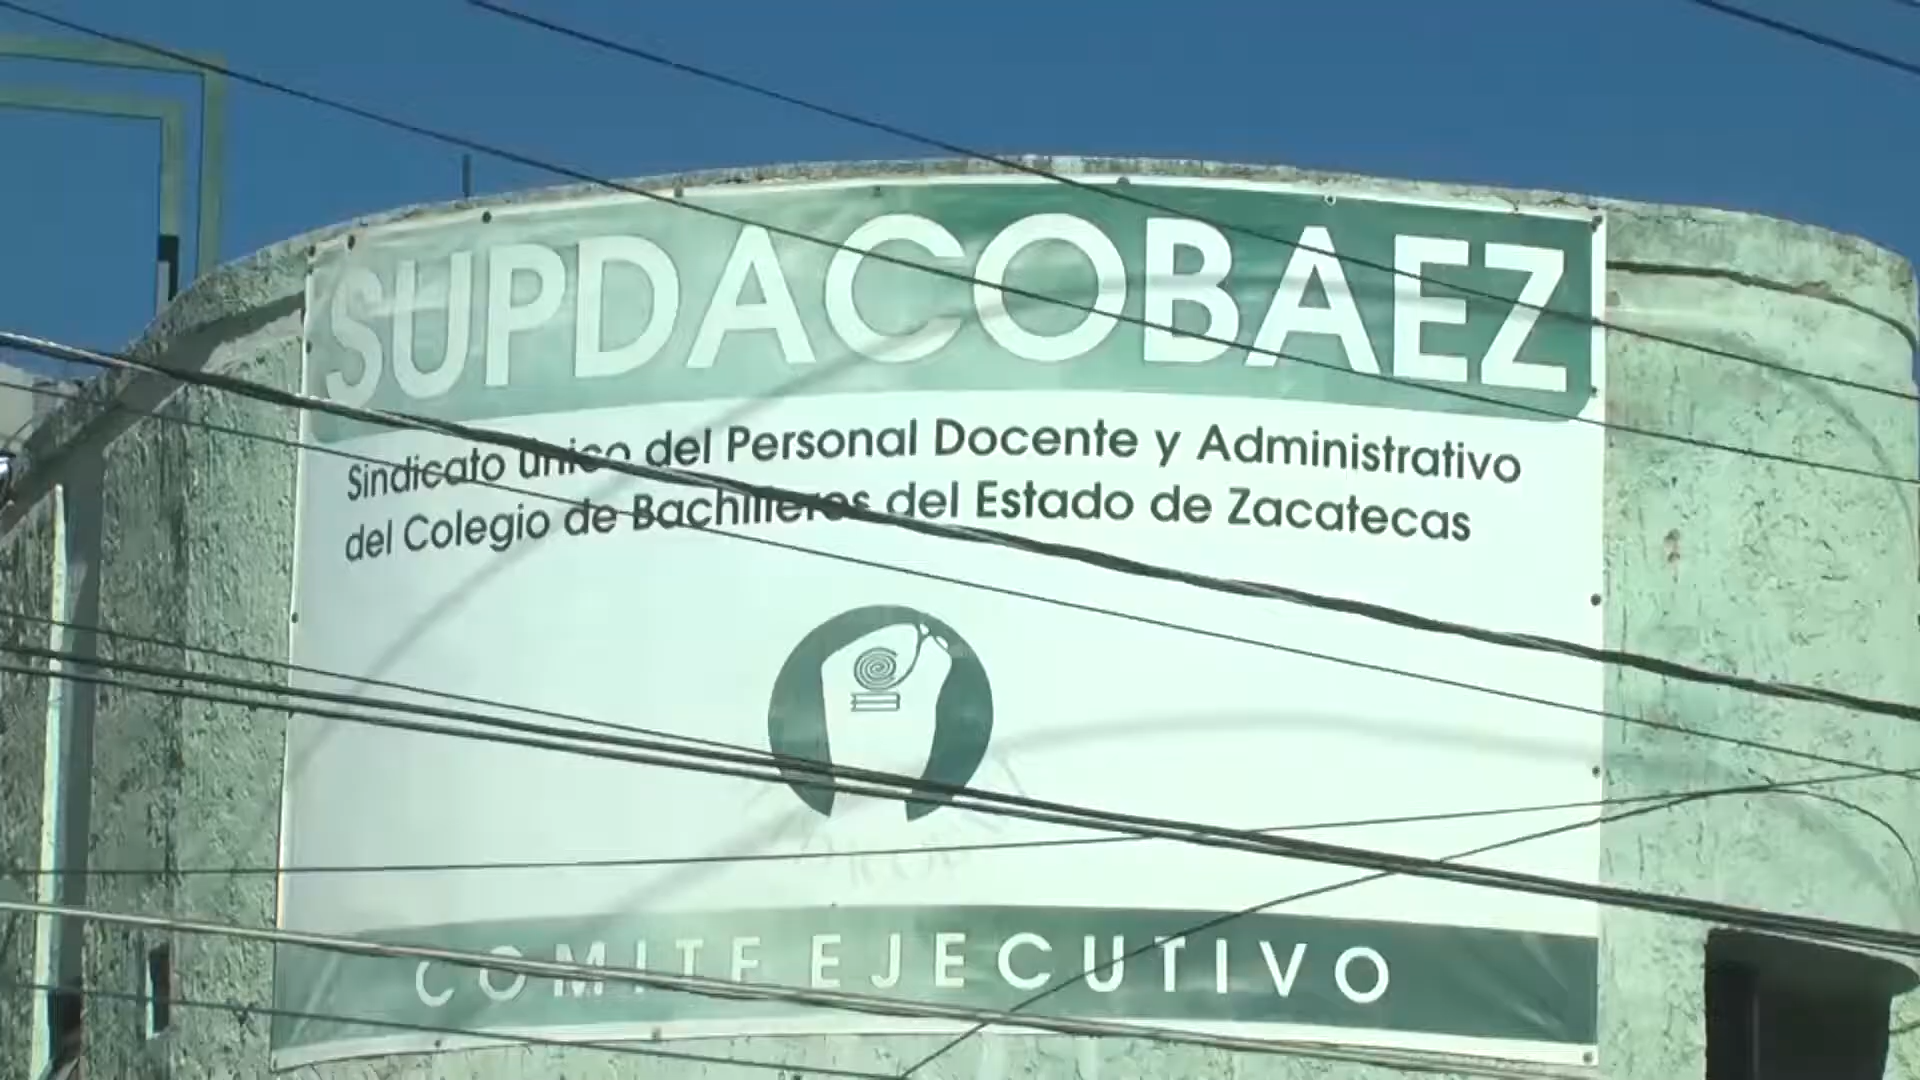 SUPDACOBAEZ
Sindicato único del Personal Docente y Administrativo
del Colegio de Bachilleres del Estado de Zacatecas
COMITE EJECUTIVO